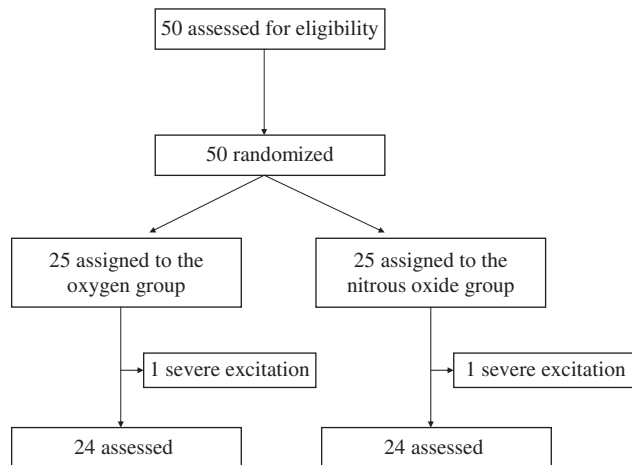 50 assessed for eligibility
50 randomized
25 assigned to the
oxygen group
25 assigned to the
nitrous oxide group
1 severe excitation
1 severe excitation
24 assessed
24 assessed